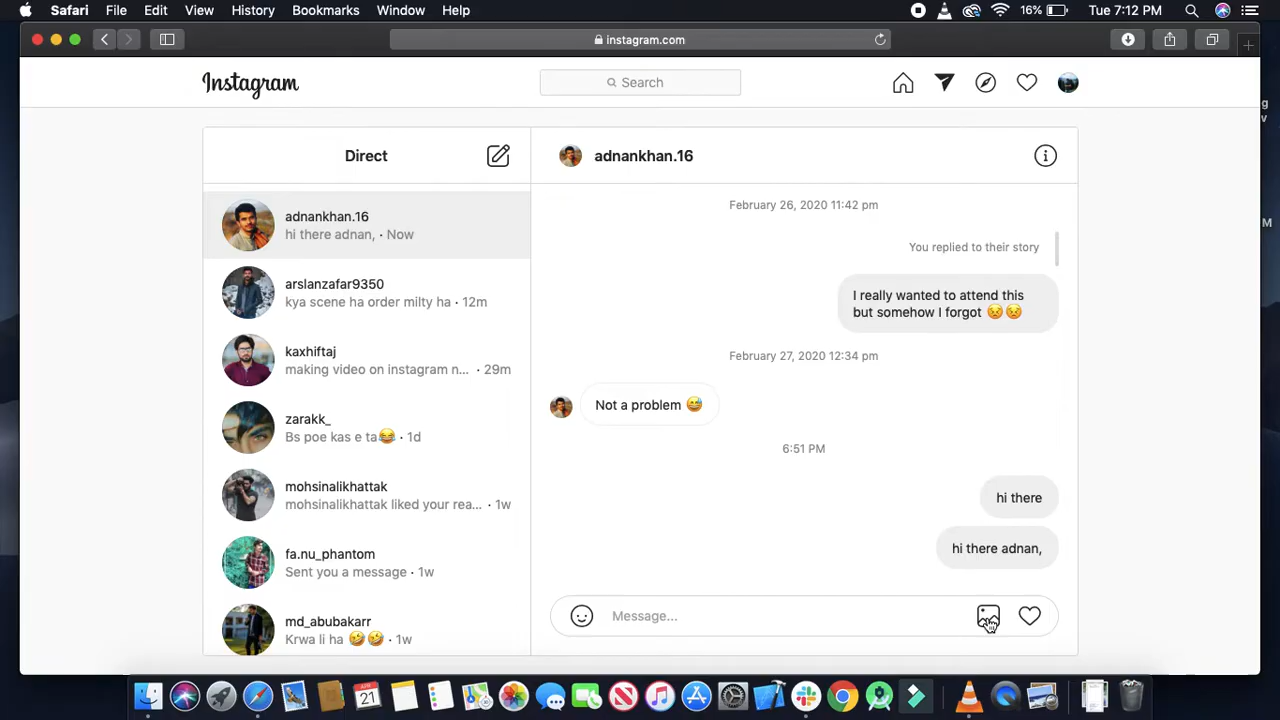 Safari File Edit View History Bookmarks Window Help 16% Tue 7:12 PM
instagram.com
Instagram
Search
Direct
adnankhan.16
hi there adnan, · Now
arslanzafar9350
kya scene ha order milty ha · 12m
kaxhiftaj
making video on instagram n... · 29m
zarakk_
Bs poe kas e ta😂 · 1d
mohsinalikhattak
mohsinalikhattak liked your rea... · 1w
fa.nu_phantom
Sent you a message · 1w
md_abubakarr
Krwa li ha 🤣🤣 · 1w
adnankhan.16
February 26, 2020 11:42 pm
You replied to their story
I really wanted to attend this
but somehow I forgot 😣😣
February 27, 2020 12:34 pm
Not a problem 😅
6:51 PM
hi there
hi there adnan,
Message...
g
v
M
21